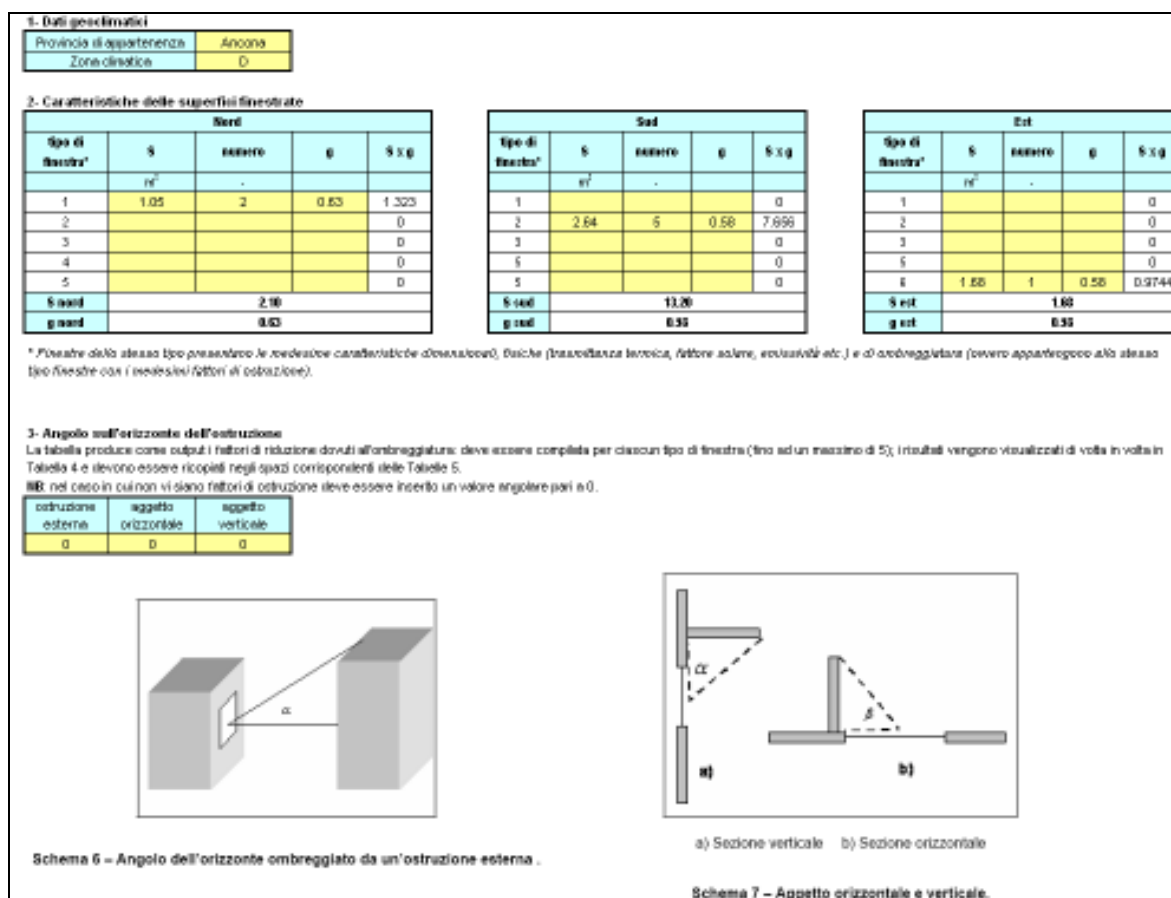 1- Dati geoclimatici
Provincia di appartenenza Ancona
Zona climatica D
2- Caratteristiche delle superfici finestrate
Nord
tipo di finestra* S numero g S x g
m² -
1 1.05 2 0.63 1.323
2 0
3 0
4 0
5 0
S nord 2.10
g nord 0.63
Sud
tipo di finestra* S numero g S x g
m² -
1 0
2 2.64 5 0.58 7.656
3 0
5 0
5 0
S sud 13.20
g sud
Est
tipo di finestra* S numero g S x g
m² -
1 0
2 0
3 0
5 0
6 1.68 1 0.58 0.9744
S est 1.68
g est
* Finestre dello stesso tipo presentano le medesime caratteristiche dimensionali, fisiche (trasmittanza termica, fattore solare, emissività etc.) e di ombreggiatura (ovvero appartengono allo stesso
tipo finestre con i medesimi fattori di ostruzione).
3- Angolo sull'orizzonte dell'ostruzione
La tabella produce come output i fattori di riduzione dovuti all'ombreggiatura: deve essere compilata per ciascun tipo di finestra (fino ad un massimo di 5); i risultati vengono visualizzati di volta in volta in
Tabella 4 e devono essere ricopiati negli spazi corrispondenti delle Tabelle 5.
NB: nel caso in cui non vi siano fattori di ostruzione deve essere inserito un valore angolare pari a 0.
ostruzione esterna aggetto orizzontale aggetto verticale
0 0 0
α
α
a)
b)
a) Sezione verticale b) Sezione orizzontale
Schema 6 – Angolo dell'orizzonte ombreggiato da un'ostruzione esterna .
Schema 7 – Aggetto orizzontale e verticale.